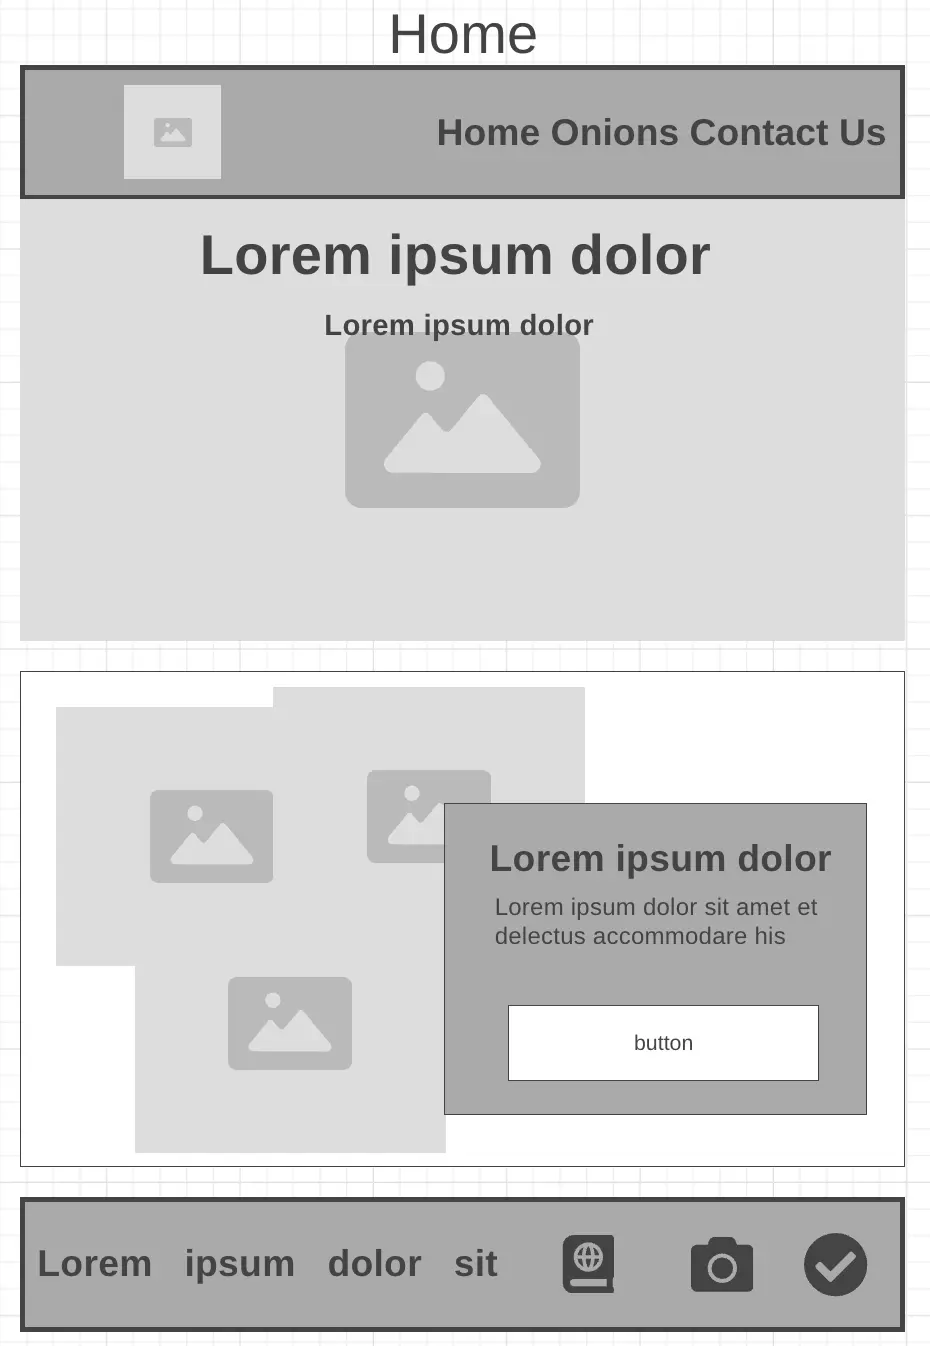 Home
Home Onions Contact Us
Lorem ipsum dolor
Lorem ipsum dolor
Lorem ipsum dolor
Lorem ipsum dolor sit amet et
delectus accommodare his
button
Lorem ipsum dolor sit